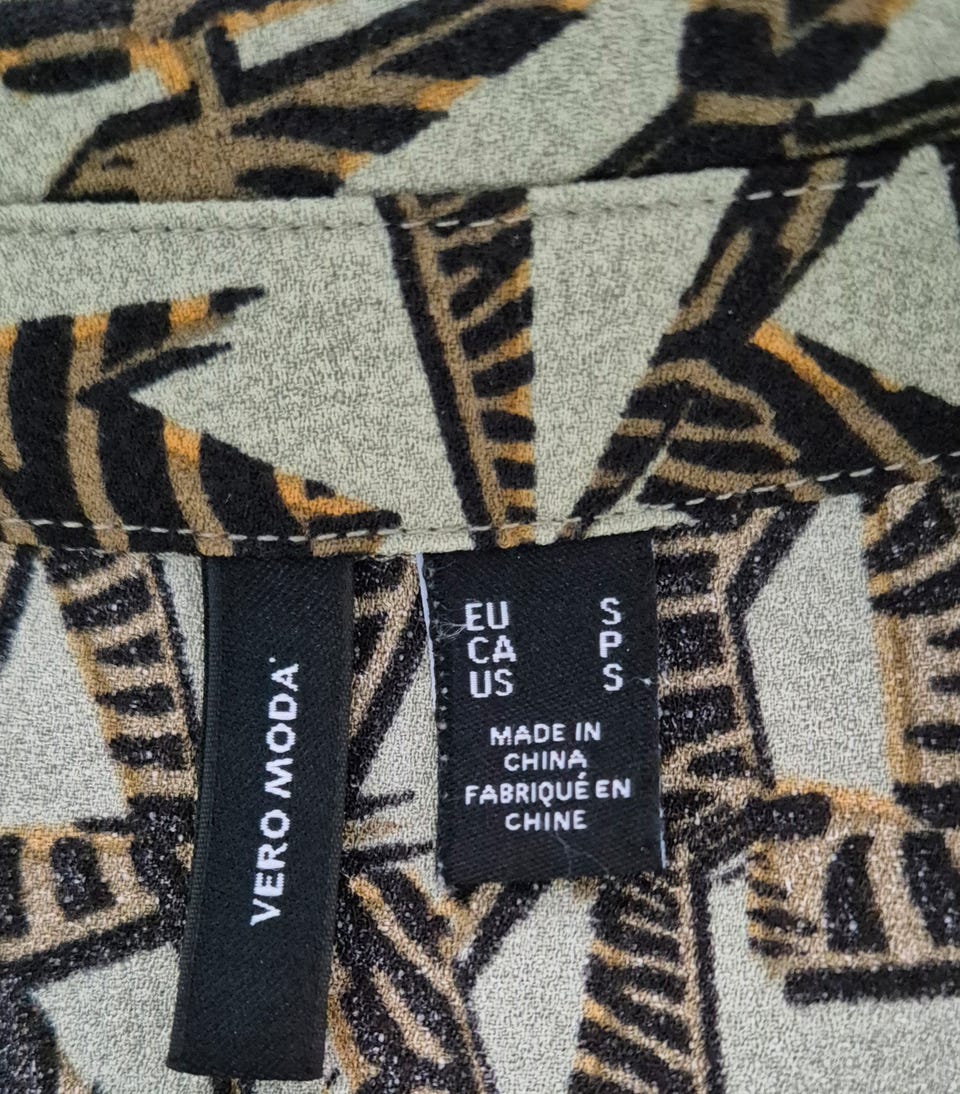 VERO MODA
EU S
CA P
US S
MADE IN
CHINA
FABRIQUÉ EN
CHINE